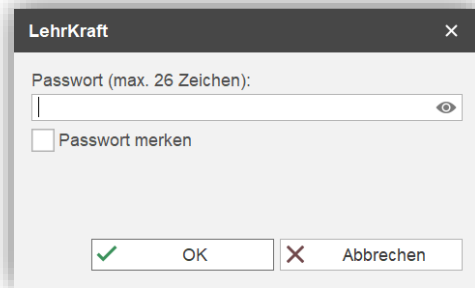 LehrKraft
Passwort (max. 26 Zeichen):
Passwort merken
OK Abbrechen